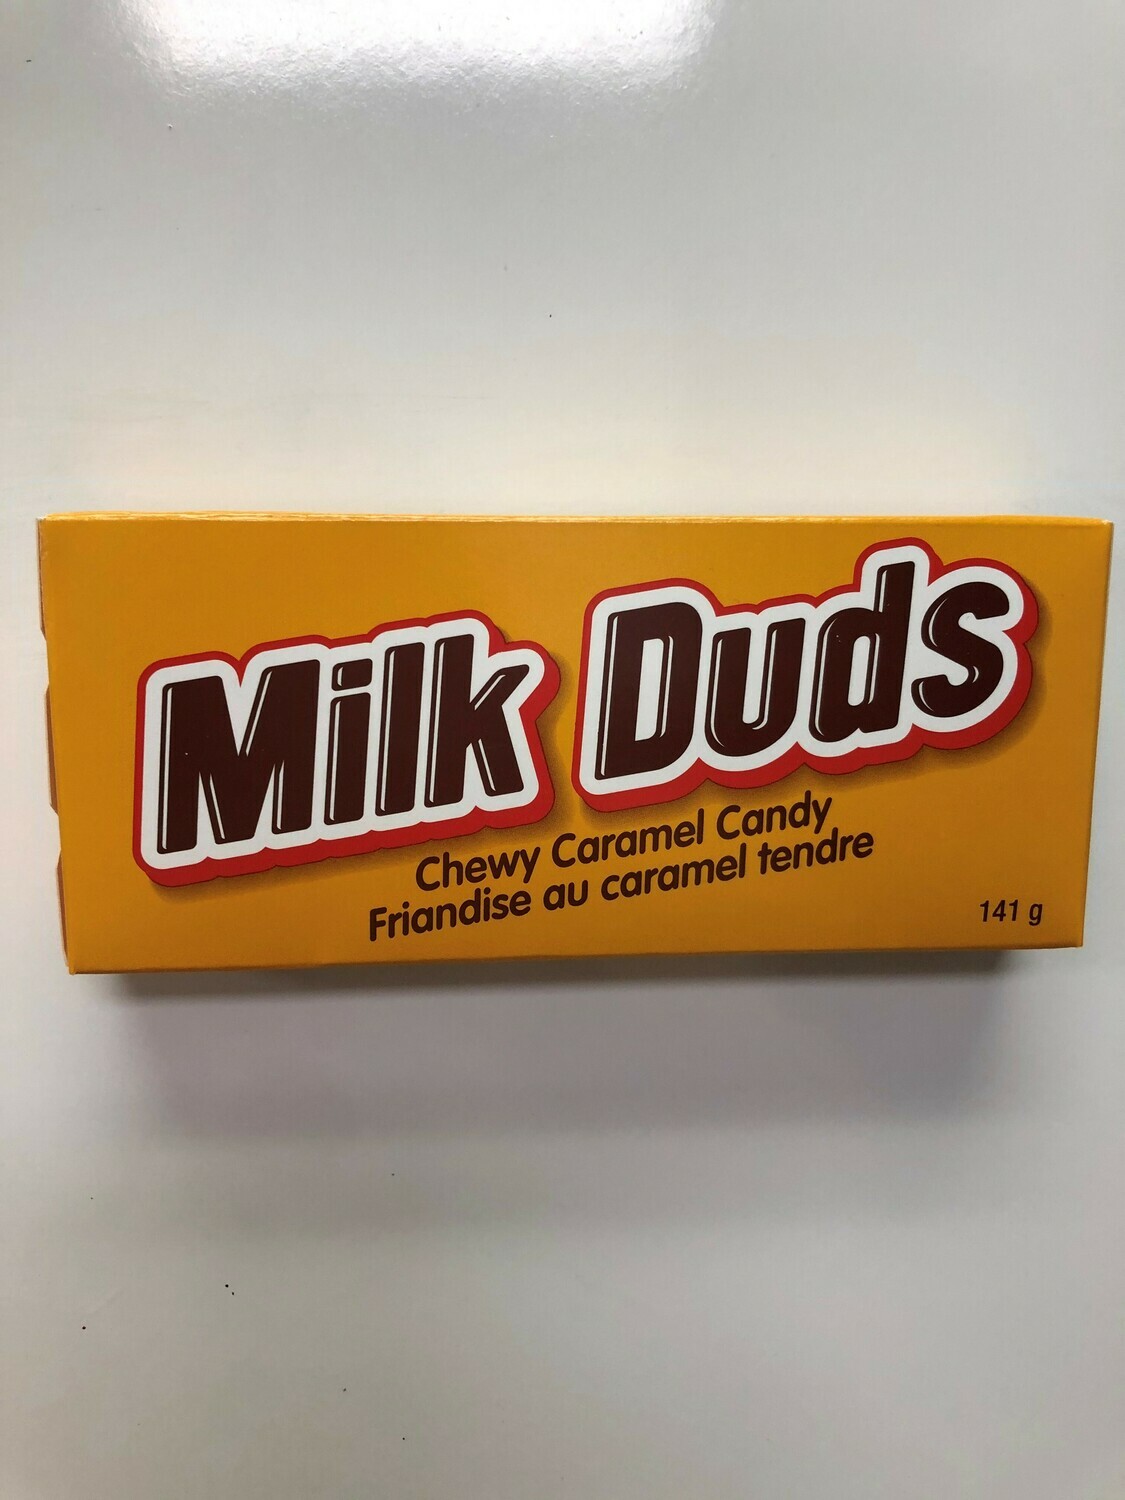 Milk Duds
Chewy Caramel Candy
Friandise au caramel tendre
141 g